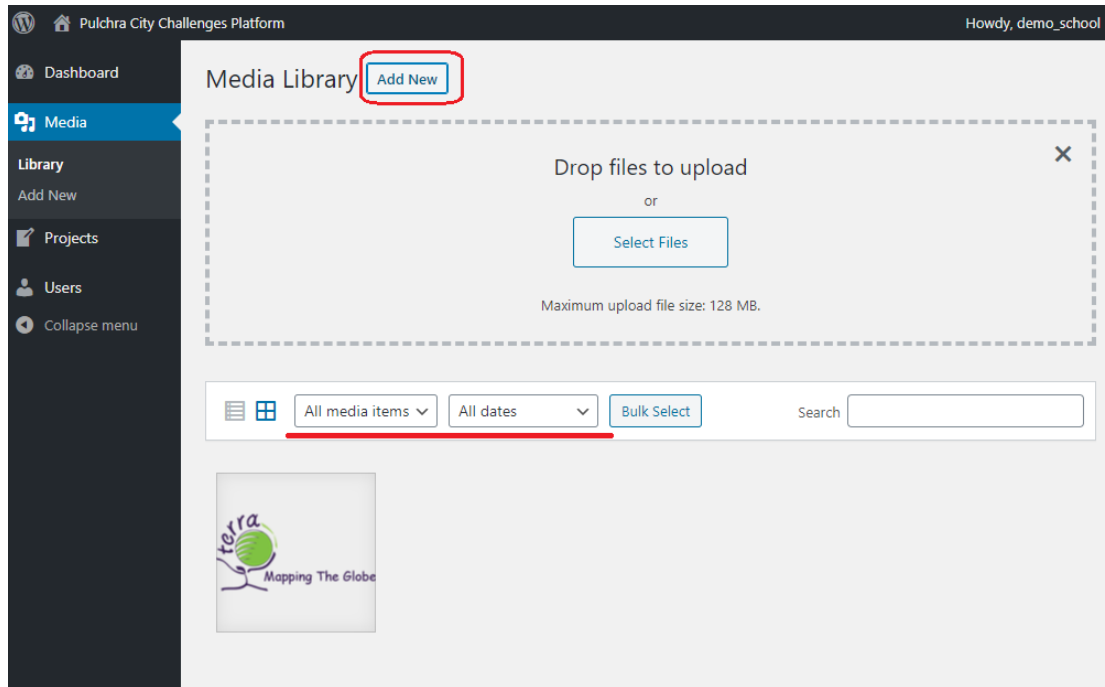 Pulchra City Challenges Platform
Howdy, demo_school
Dashboard
Media
Library
Add New
Projects
Users
Collapse menu
Media Library Add New
Drop files to upload
or
Select Files
Maximum upload file size: 128 MB.
All media items All dates Bulk Select Search
terra
Mapping The Globe